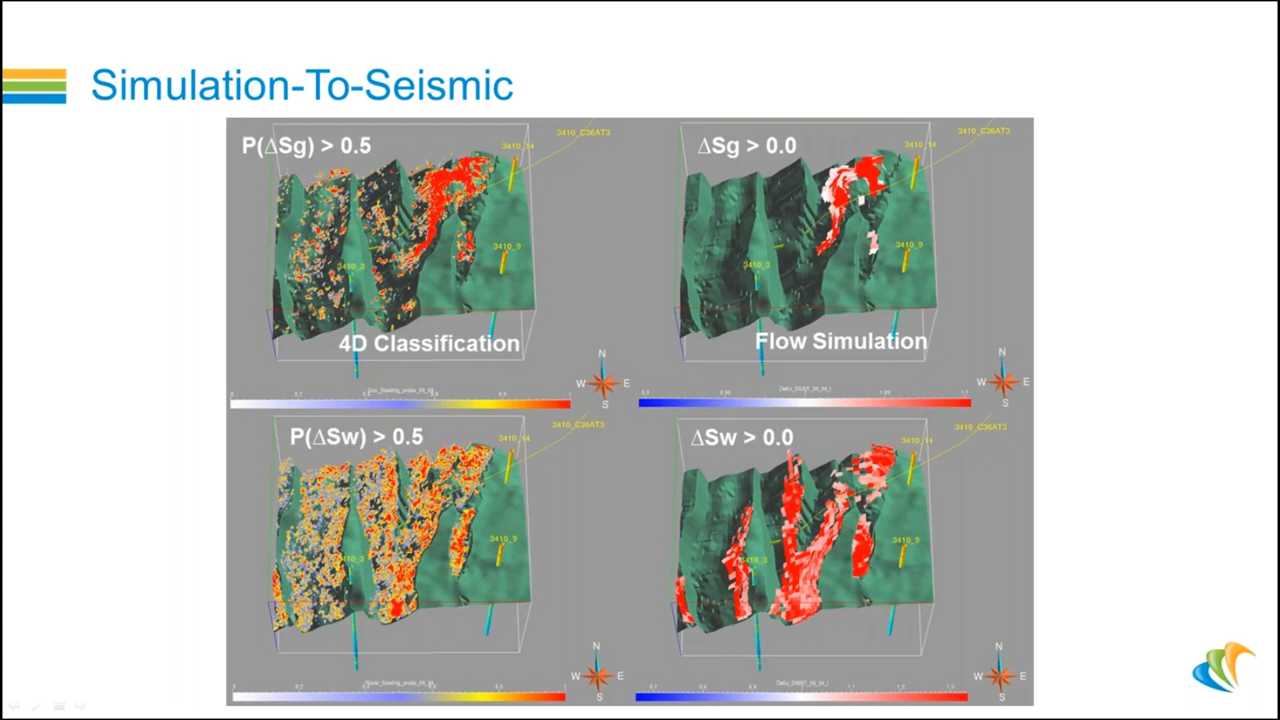 Simulation-To-Seismic
P(ΔSg) > 0.5
3410_C36AT3
3410_14
3410_9
3410_3
4D Classification
N
W
E
S
ΔSg > 0.0
3410_C36AT3
3410_14
3410_9
3410_3
Flow Simulation
N
W
E
S
P(ΔSw) > 0.5
3410_C36AT3
3410_14
3410_9
N
W
E
S
ΔSw > 0.0
3410_C36AT3
3410_14
3410_9
3410_3
N
W
E
S